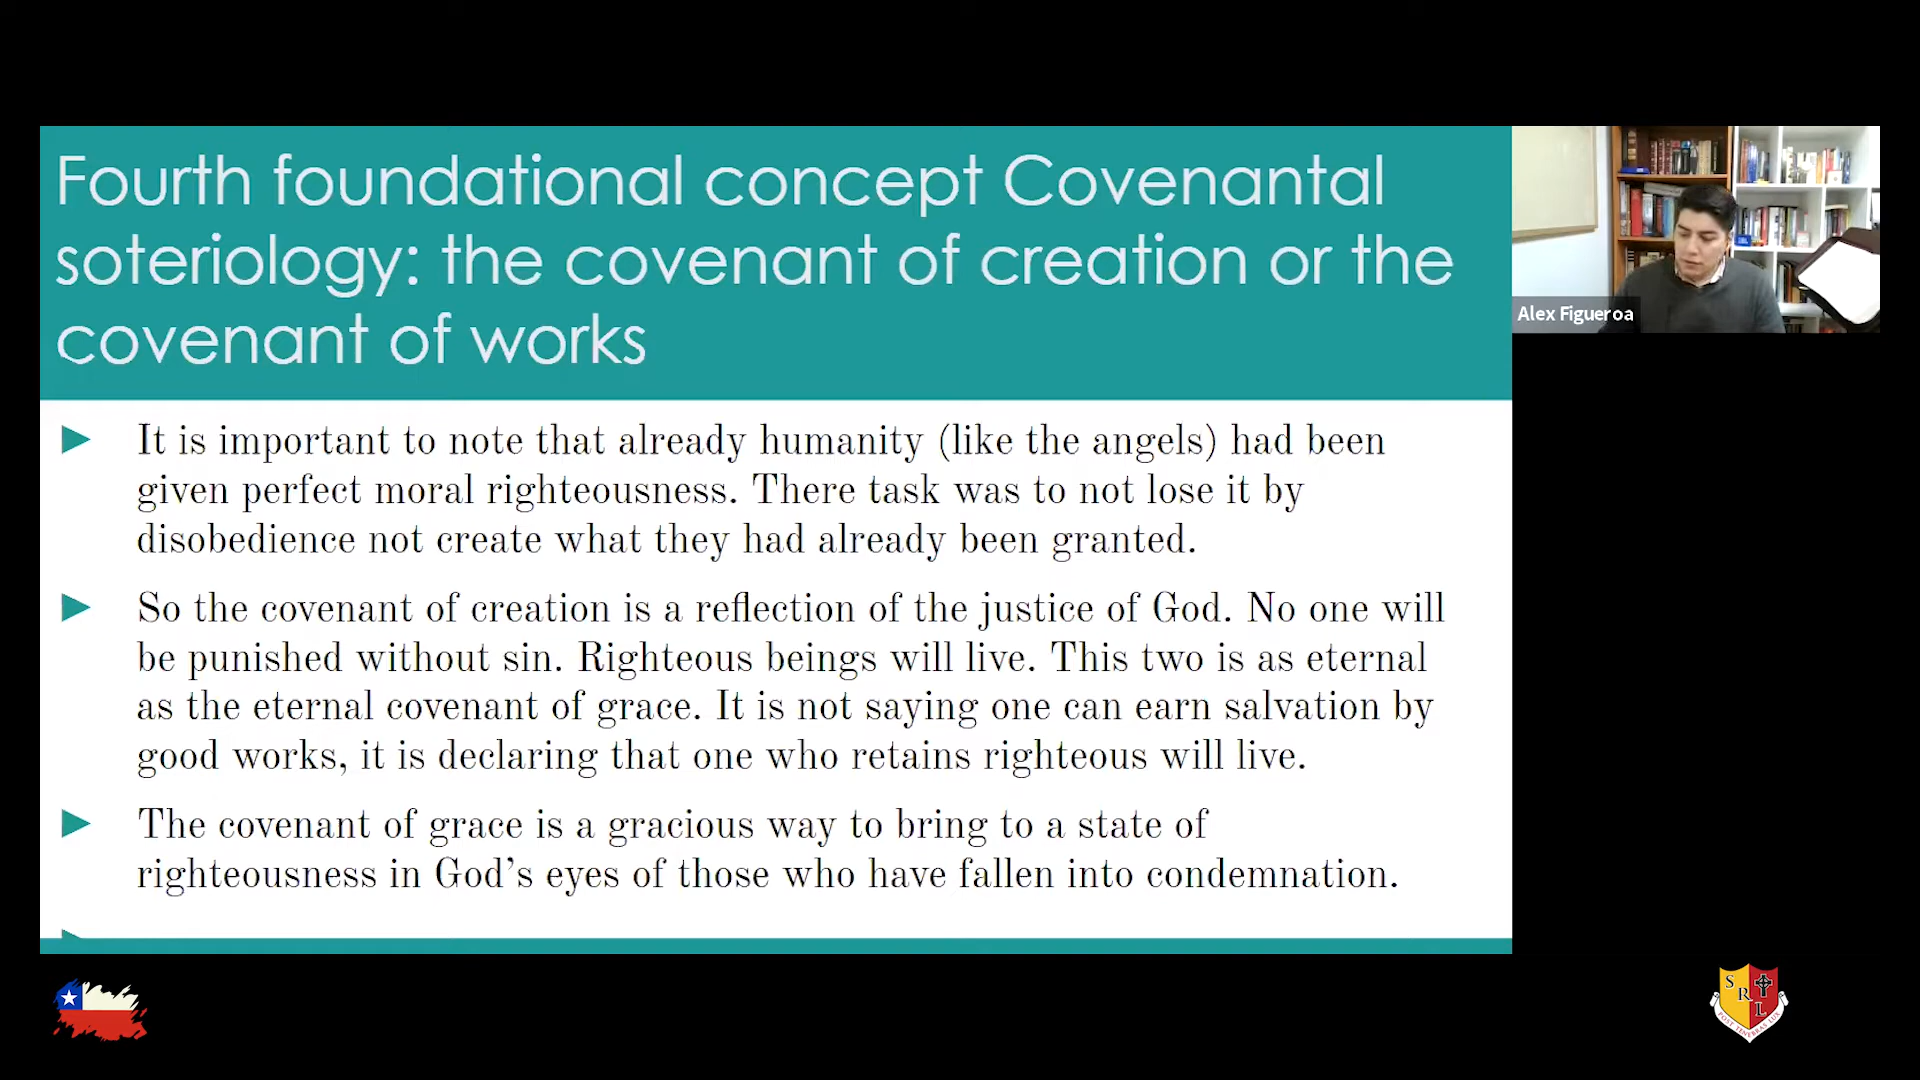 Fourth foundational concept Covenantal
soteriology: the covenant of creation or the
covenant of works
It is important to note that already humanity (like the angels) had been
given perfect moral righteousness. There task was to not lose it by
disobedience not create what they had already been granted.
So the covenant of creation is a reflection of the justice of God. No one will
be punished without sin. Righteous beings will live. This two is as eternal
as the eternal covenant of grace. It is not saying one can earn salvation by
good works, it is declaring that one who retains righteous will live.
The covenant of grace is a gracious way to bring to a state of
righteousness in God’s eyes of those who have fallen into condemnation.
Alex Figueroa
S
R
L
POST TENEBRAS LUX